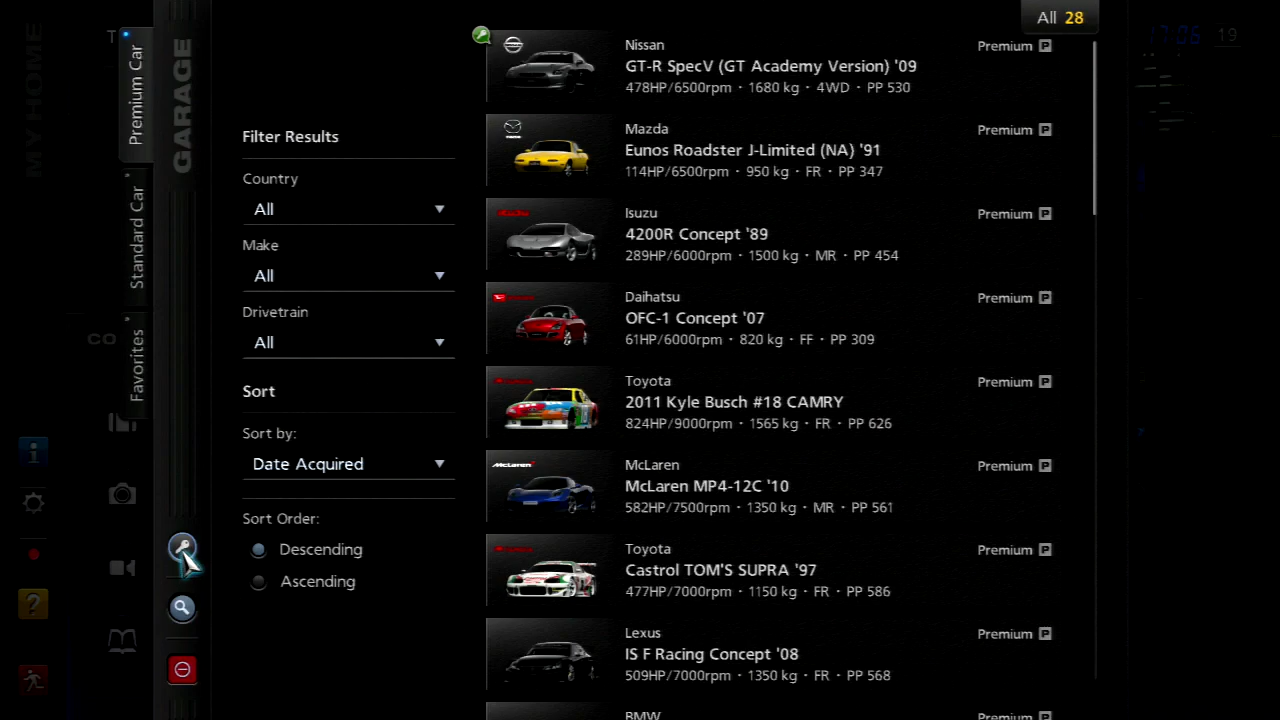 MY HOME
Premium Car
Standard Car
Favorites
GARAGE
All 28
17:06 19
Filter Results
Country
All
Make
All
Drivetrain
All
Sort
Sort by:
Date Acquired
Sort Order:
Descending
Ascending
Nissan
Premium P
GT-R SpecV (GT Academy Version) '09
478HP/6500rpm・1680 kg・4WD・PP 530
Mazda
Premium P
Eunos Roadster J-Limited (NA) '91
114HP/6500rpm・950 kg・FR・PP 347
Isuzu
Premium P
4200R Concept '89
289HP/6000rpm・1500 kg・MR・PP 454
Daihatsu
Premium P
OFC-1 Concept '07
61HP/6000rpm・820 kg・FF・PP 309
Toyota
Premium P
2011 Kyle Busch #18 CAMRY
824HP/9000rpm・1565 kg・FR・PP 626
McLaren
McLaren
Premium P
McLaren MP4-12C '10
582HP/7500rpm・1350 kg・MR・PP 561
Toyota
Premium P
Castrol TOM'S SUPRA '97
477HP/7000rpm・1150 kg・FR・PP 586
Lexus
Premium P
IS F Racing Concept '08
509HP/7000rpm・1350 kg・FR・PP 568
BMW
Premium P